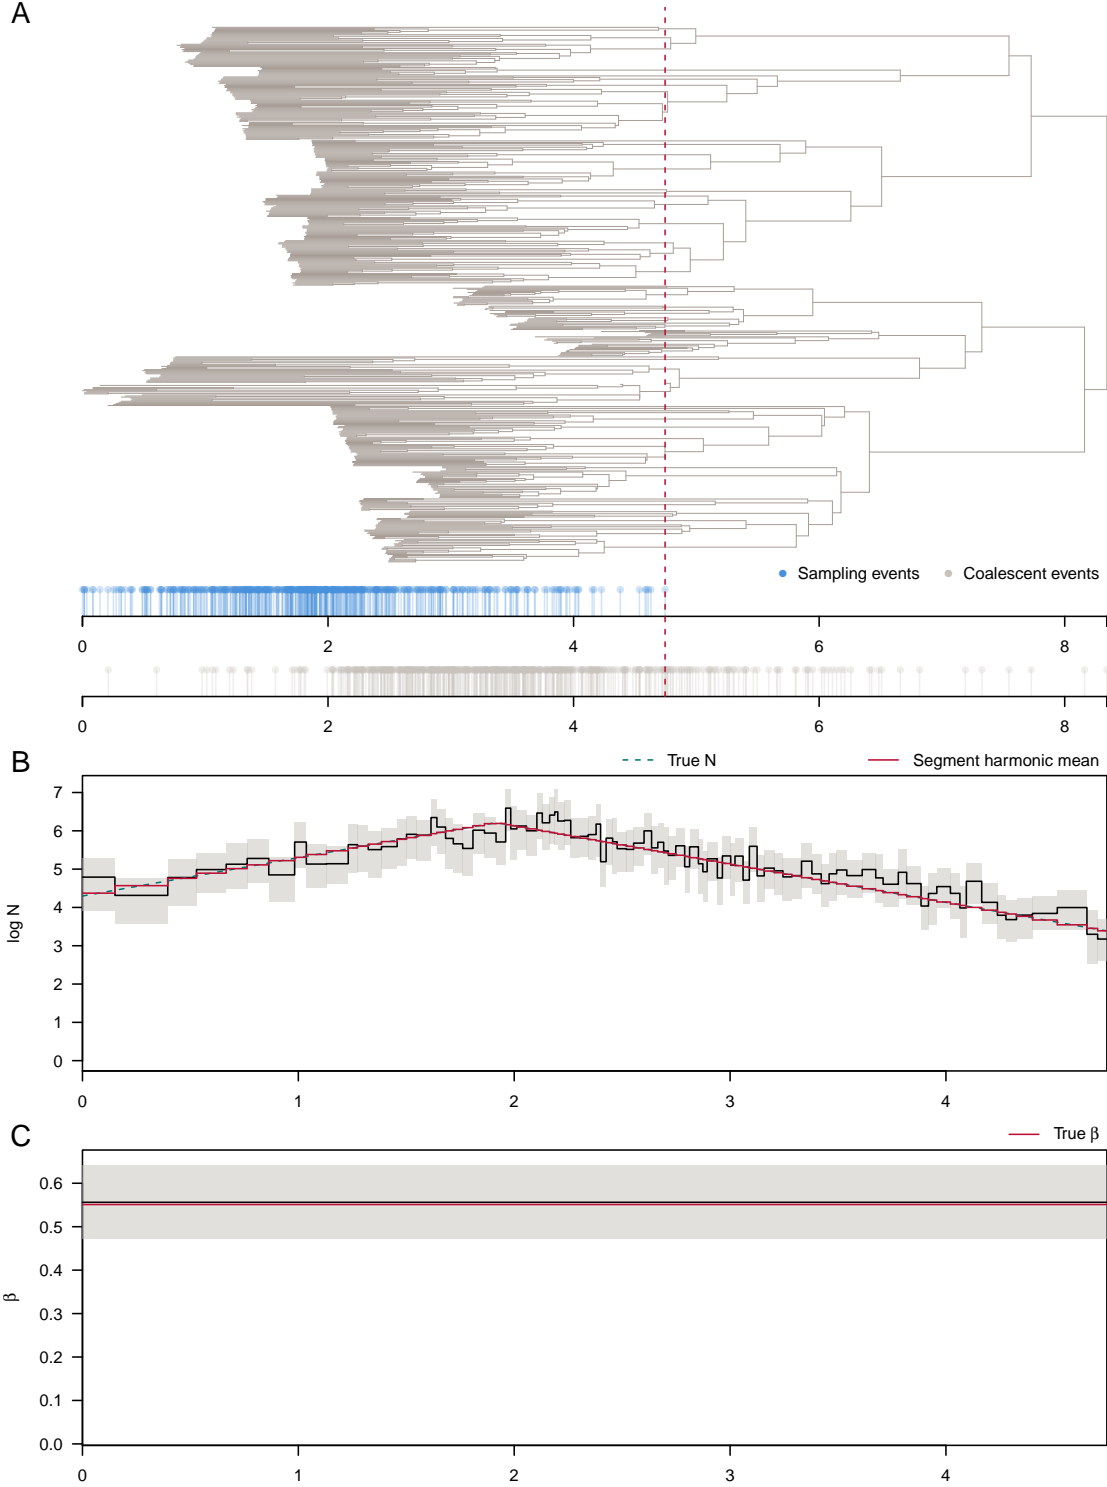 A
Sampling events Coalescent events
0 2 4 6 8
0 2 4 6 8
B
True N Segment harmonic mean
7
6
5
4
3
2
1
0
log N
0 1 2 3 4
C
True β
0.6
0.5
0.4
0.3
0.2
0.1
0.0
β
0 1 2 3 4